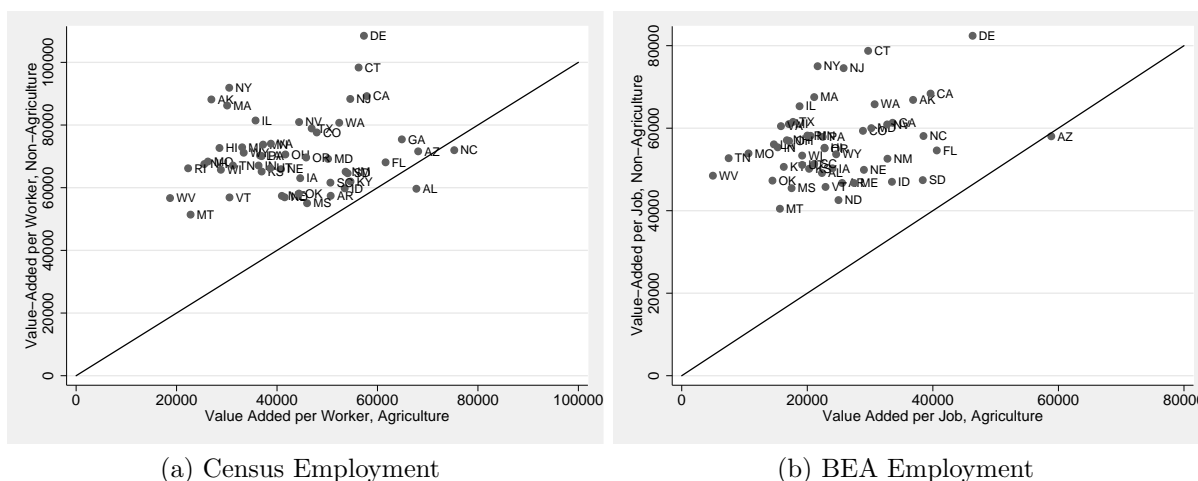 Value−Added per Worker, Non−Agriculture
0 20000 40000 60000 80000 100000
DE
CT
CA
NJ
NY
AK
MA
IL
NV
WA
TX
CO
GA
AZ
NC
FL
AL
HI
OR
MD
TN
RI
WI
KS
IA
NE
KY
ID
OK
AR
MS
WV
VT
MT
0 20000 40000 60000 80000 100000
Value Added per Worker, Agriculture
(a) Census Employment
Value−Added per Job, Non−Agriculture
0 20000 40000 60000 80000
DE
CT
NY
NJ
MA
IL
CA
AK
WA
TX
GA
CO
NC
AZ
FL
NM
WY
NE
SD
ID
ME
VT
ND
TN
MO
WI
WV
OK
MS
MT
0 20000 40000 60000 80000
Value Added per Job, Agriculture
(b) BEA Employment